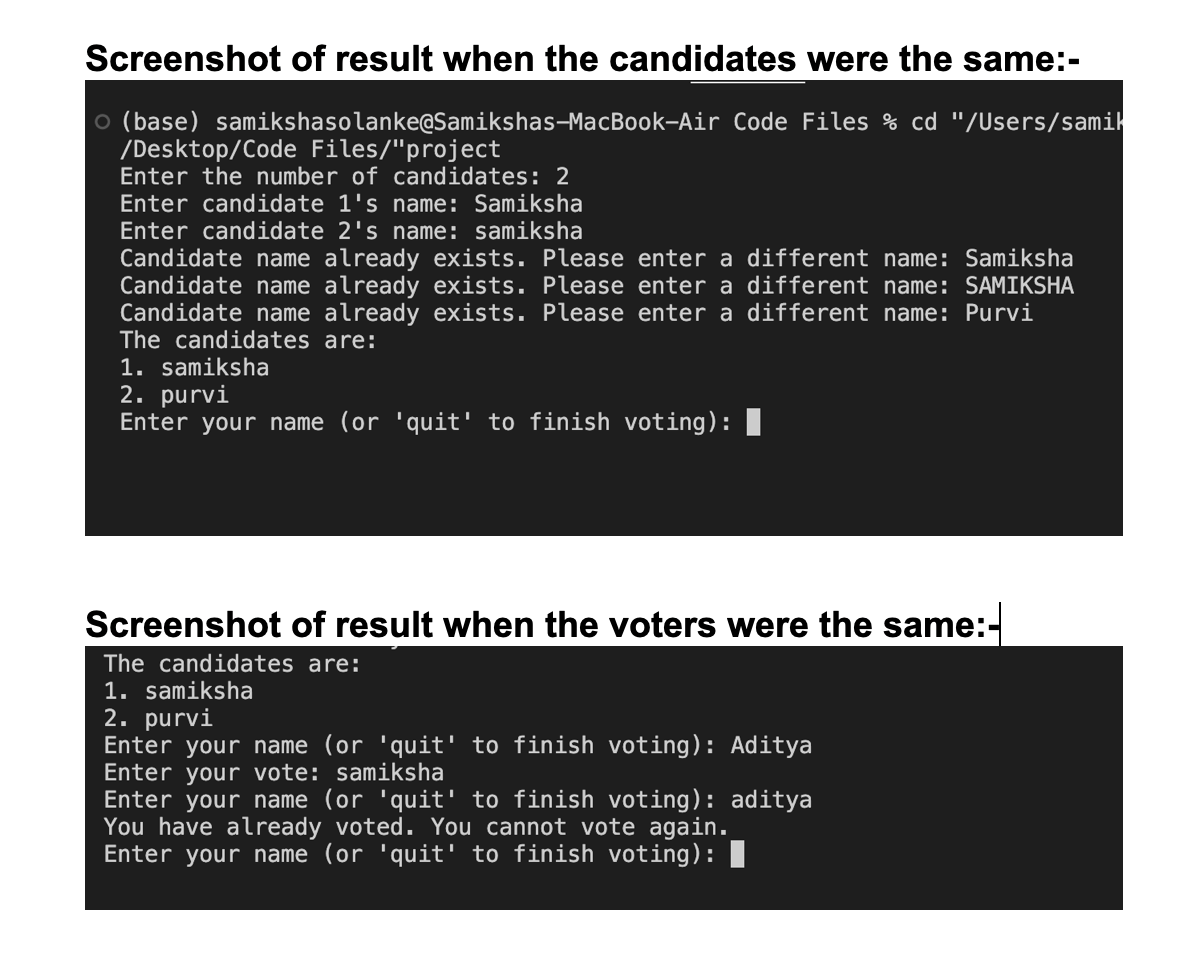 Screenshot of result when the candidates were the same:-
(base) samikshasolanke@Samikshas-MacBook-Air Code Files % cd "/Users/samik
/Desktop/Code Files/"project
Enter the number of candidates: 2
Enter candidate 1's name: Samiksha
Enter candidate 2's name: samiksha
Candidate name already exists. Please enter a different name: Samiksha
Candidate name already exists. Please enter a different name: SAMIKSHA
Candidate name already exists. Please enter a different name: Purvi
The candidates are:
1. samiksha
2. purvi
Enter your name (or 'quit' to finish voting):
Screenshot of result when the voters were the same:-
The candidates are:
1. samiksha
2. purvi
Enter your name (or 'quit' to finish voting): Aditya
Enter your vote: samiksha
Enter your name (or 'quit' to finish voting): aditya
You have already voted. You cannot vote again.
Enter your name (or 'quit' to finish voting):